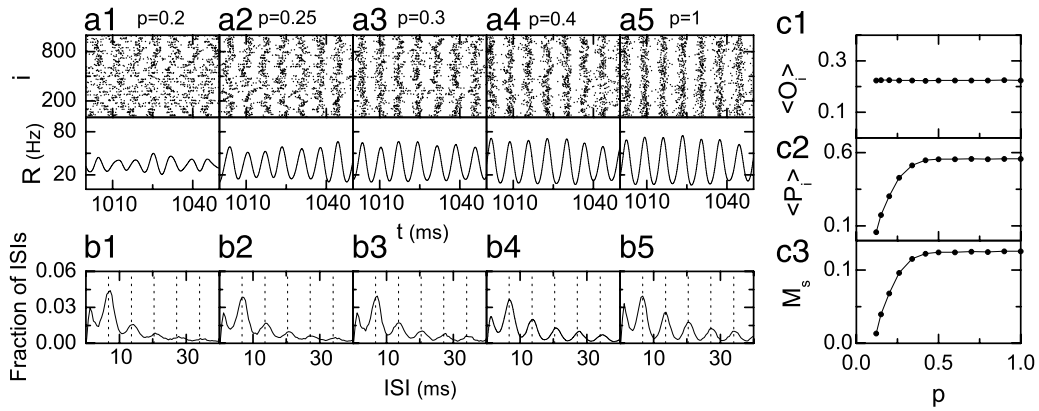 a1 p=0.2 a2 p=0.25 a3 p=0.3 a4 p=0.4 a5 p=1 c1
800
i
200
0.3
<O_i>
0.1
80
R (Hz)
20
c2
0.6
<P_i>
0.1
1010 1040 1010 1040 1010 1040 1010 1040 1010 1040
t (ms)
b1 b2 b3 b4 b5 c3
Fraction of ISIs
0.06
0.03
0.00
0.1
M_s
0.0
10 30 10 30 10 30 10 30 10 30
ISI (ms)
0.0 0.5 1.0
p